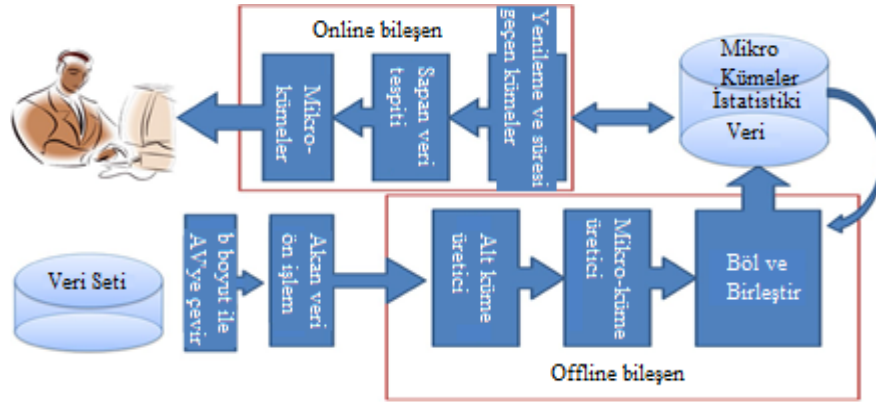 Online bileşen
Mikro-
kümeler
Sapan veri
tespiti
Yenileme ve süresi
geçen kümeler
Mikro
Kümeler
İstatistiki
Veri
Veri Seti
b boyut ile
AV'ye çevir
Akan veri
ön işlem
Alt küme
üretici
Mikro-küme
üretici
Böl ve
Birleştir
Offline bileşen